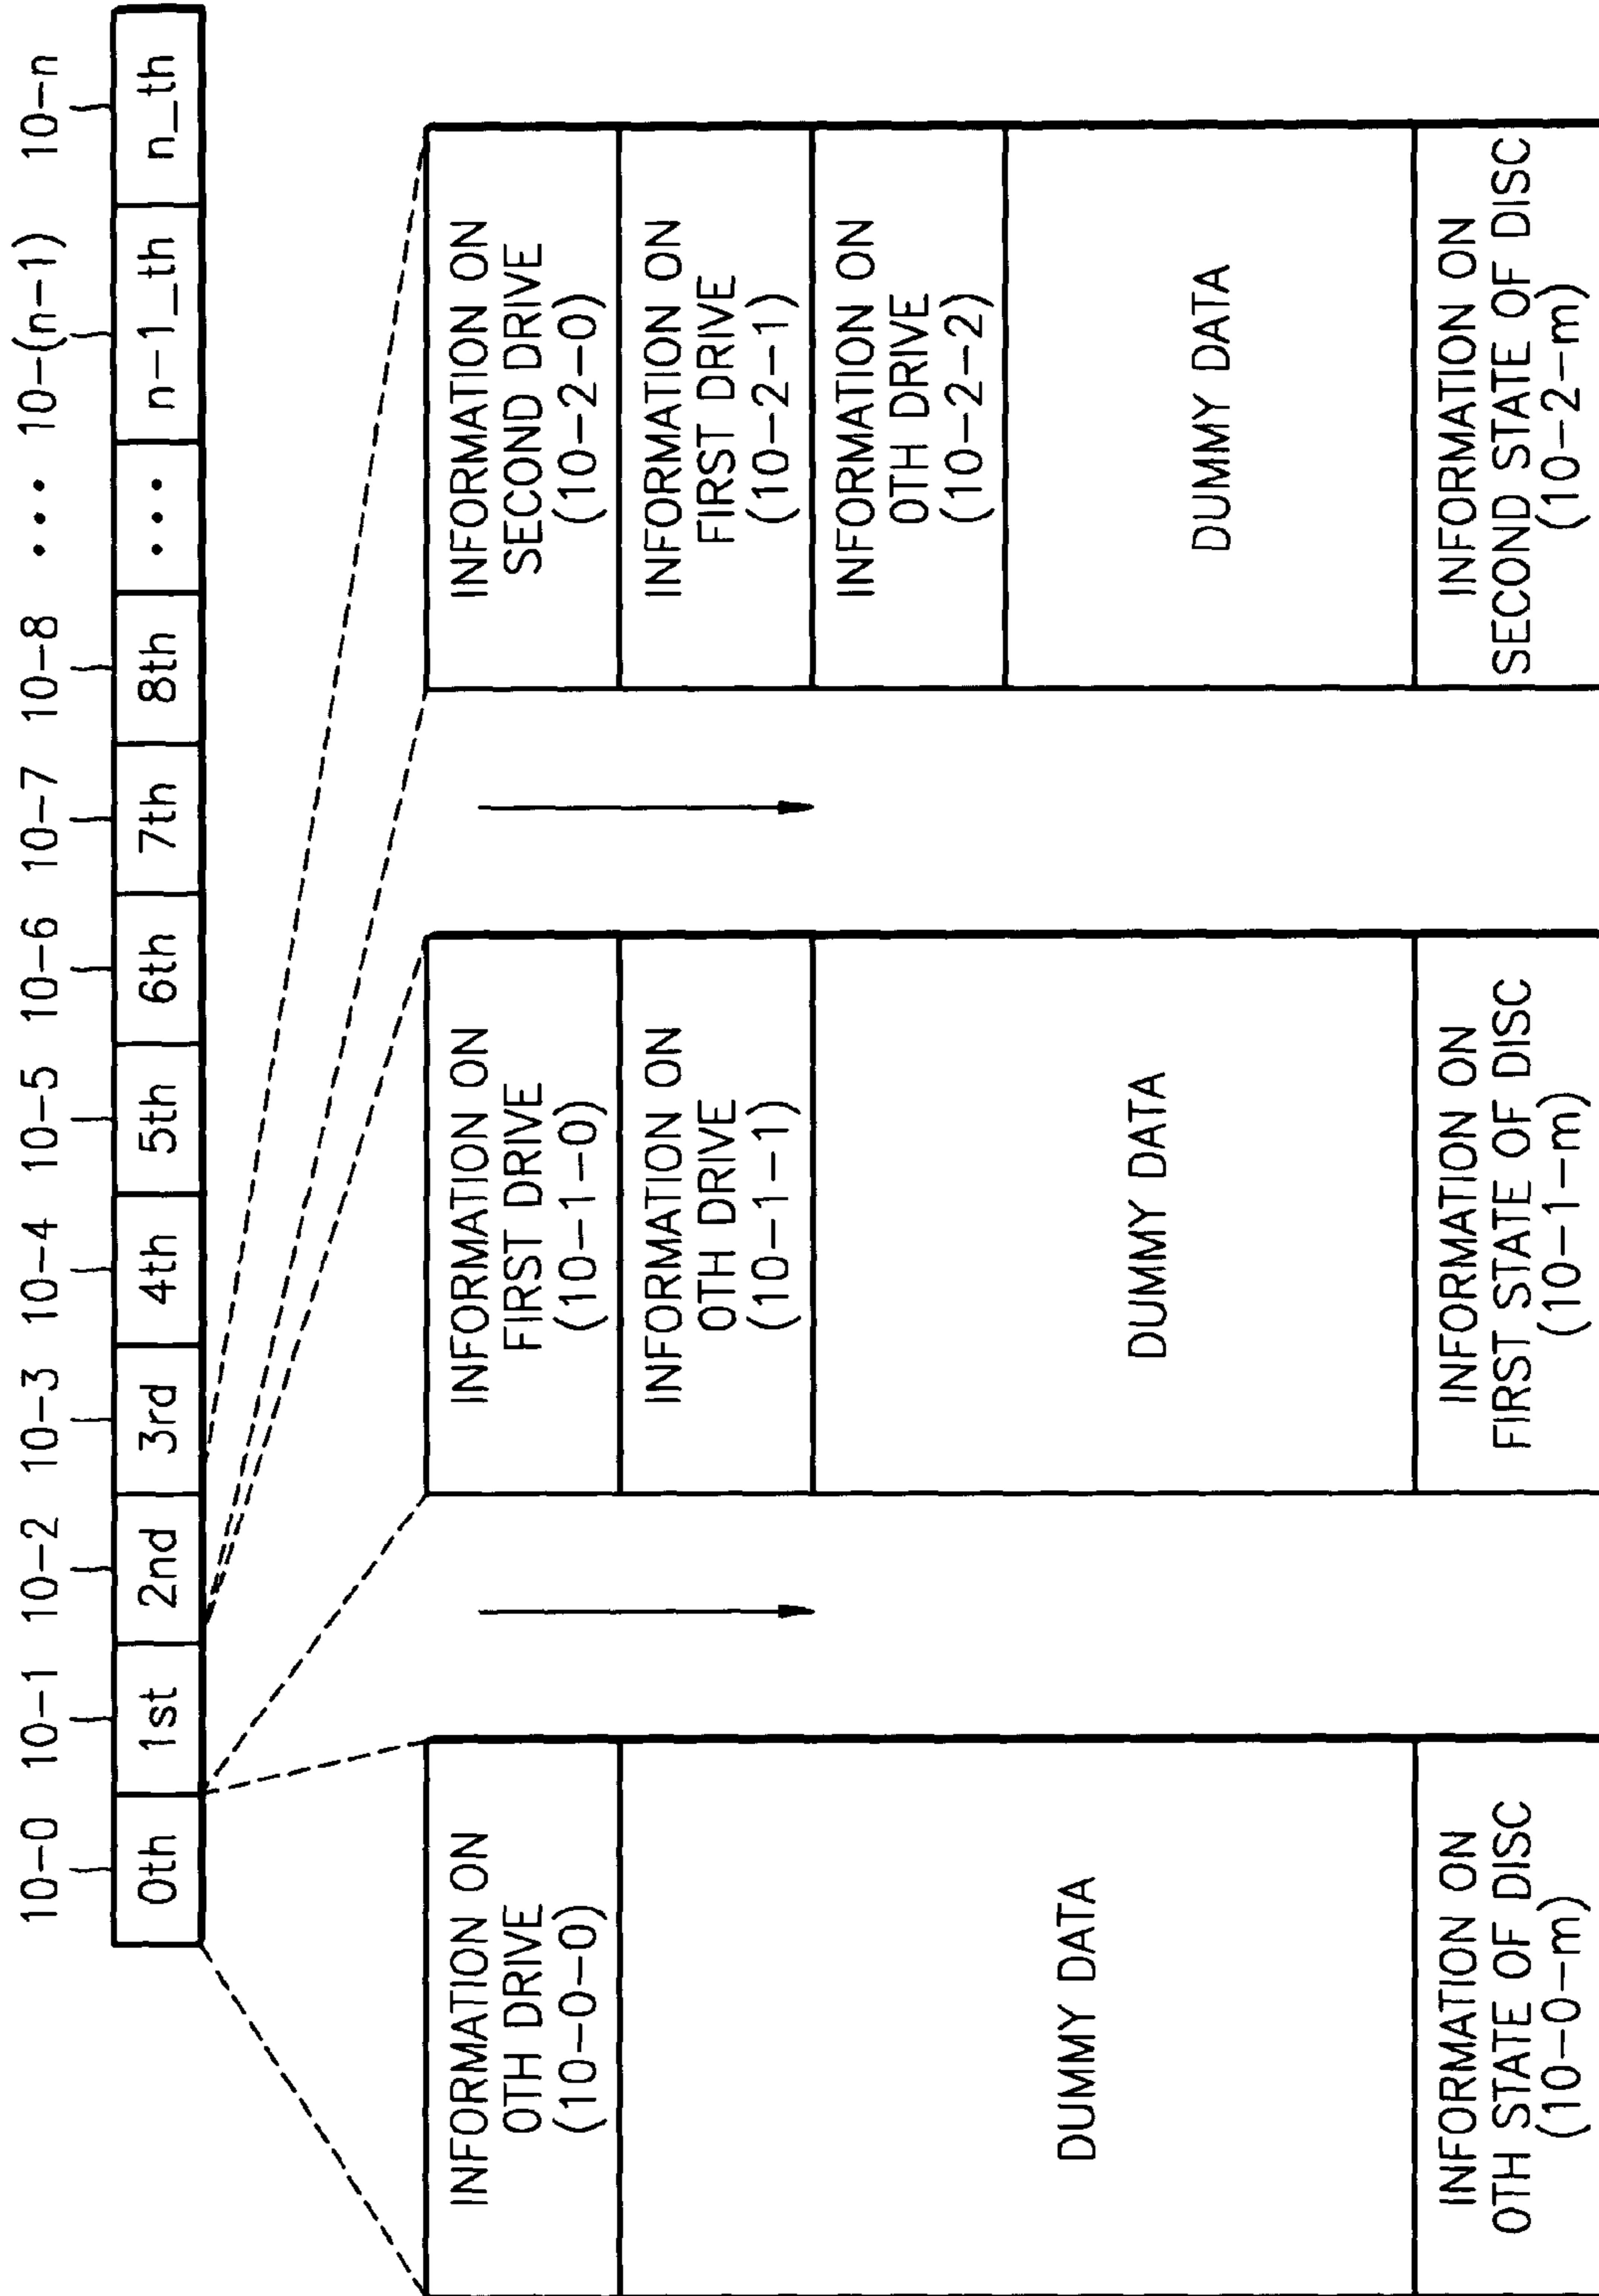 10-0 10-1 10-2 10-3 10-4 10-5 10-6 10-7 10-8 ••• 10-(n-1) 10-n
0th 1st 2nd 3rd 4th 5th 6th 7th 8th ••• n-1_th n_th
INFORMATION ON
0TH DRIVE
(10-0-0)
DUMMY DATA
INFORMATION ON
0TH STATE OF DISC
(10-0-m)
INFORMATION ON
FIRST DRIVE
(10-1-0)
INFORMATION ON
0TH DRIVE
(10-1-1)
DUMMY DATA
INFORMATION ON
FIRST STATE OF DISC
(10-1-m)
INFORMATION ON
SECOND DRIVE
(10-2-0)
INFORMATION ON
FIRST DRIVE
(10-2-1)
INFORMATION ON
0TH DRIVE
(10-2-2)
DUMMY DATA
INFORMATION ON
SECOND STATE OF DISC
(10-2-m)